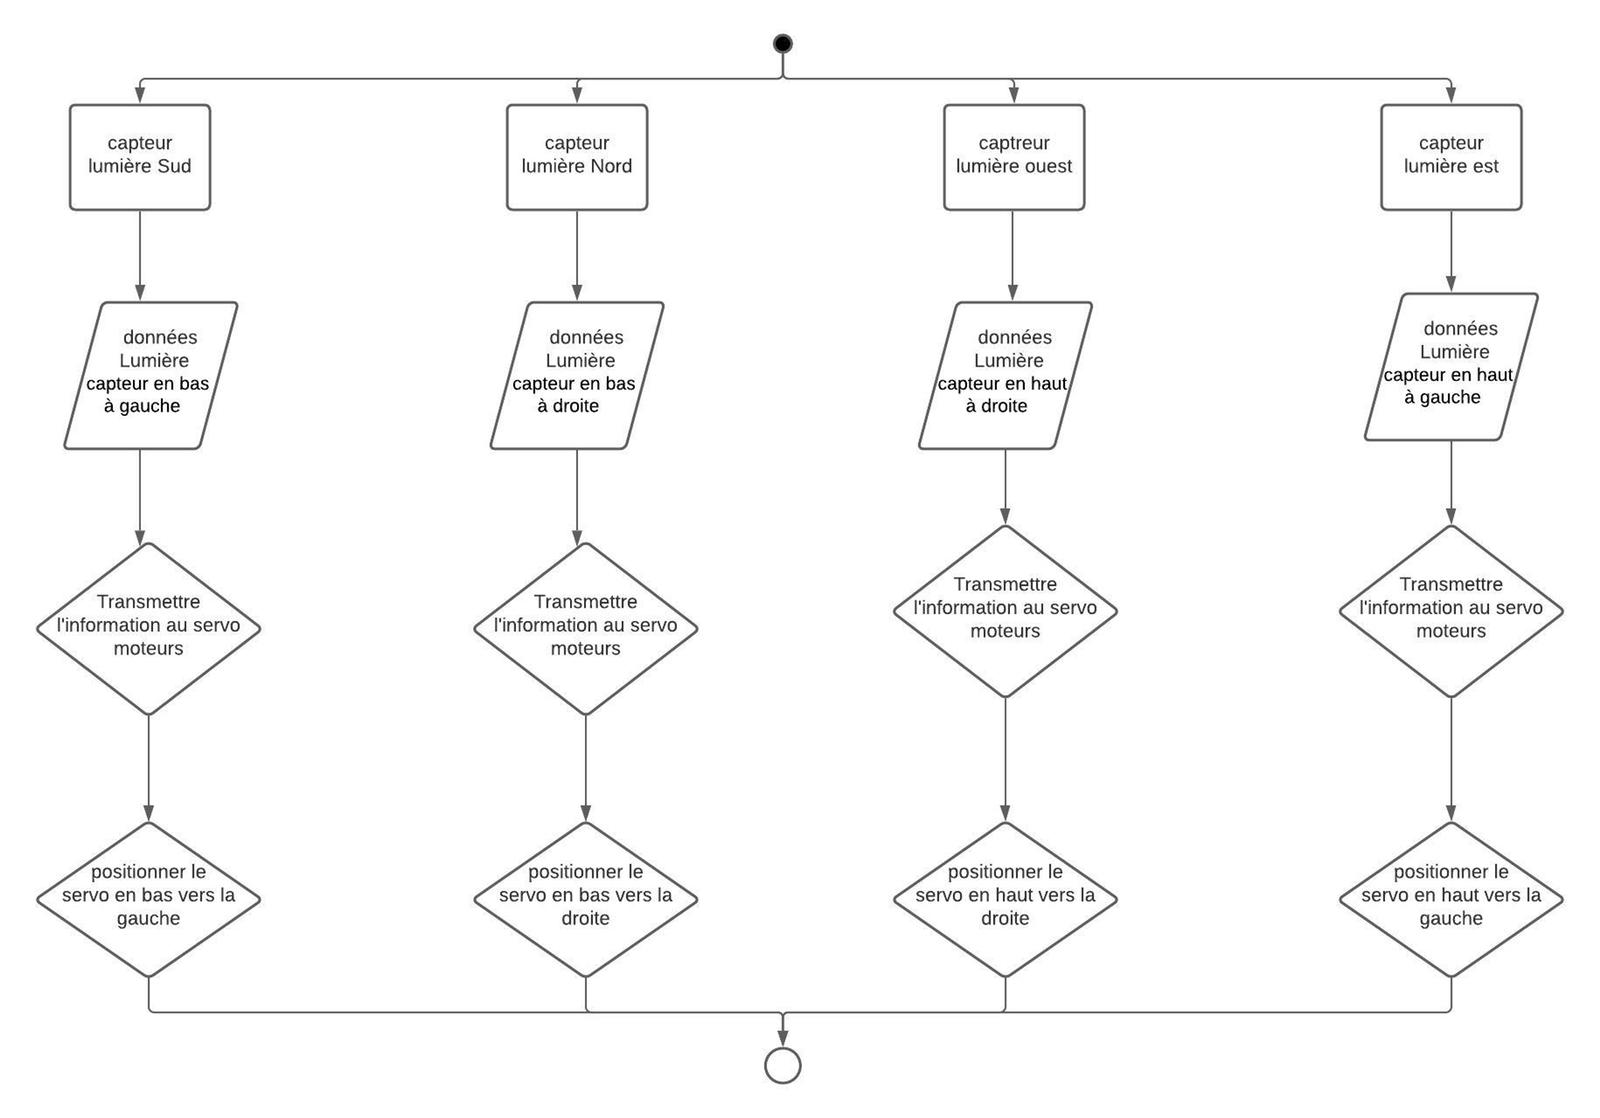 capteur
lumière Sud
capteur
lumière Nord
captreur
lumière ouest
capteur
lumière est
données
Lumière
capteur en bas
à gauche
données
Lumière
capteur en bas
à droite
données
Lumière
capteur en haut
à droite
données
Lumière
capteur en haut
à gauche
Transmettre
l'information au servo
moteurs
Transmettre
l'information au servo
moteurs
Transmettre
l'information au servo
moteurs
Transmettre
l'information au servo
moteurs
positionner le
servo en bas vers la
gauche
positionner le
servo en bas vers la
droite
positionner le
servo en haut vers la
droite
positionner le
servo en haut vers la
gauche